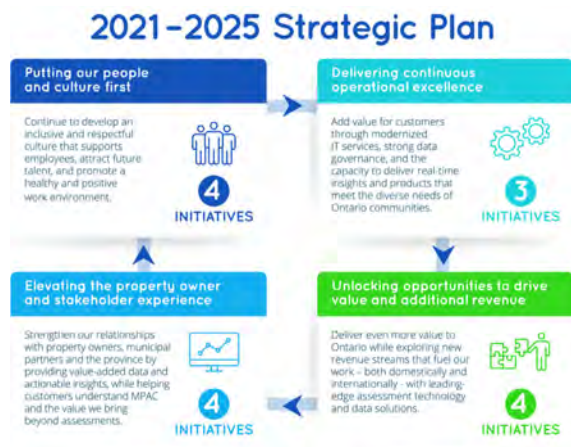 2021–2025 Strategic Plan
Putting our people
and culture first
Continue to develop an
inclusive and respectful
culture that supports
employees, attract future
talent, and promote a
healthy and positive
work environment.
4
INITIATIVES
Delivering continuous
operational excellence
Add value for customers
through modernized
IT services, strong data
governance, and the
capacity to deliver real-time
insights and products that
meet the diverse needs of
Ontario communities.
3
INITIATIVES
Unlocking opportunities to drive
value and additional revenue
Deliver even more value to
Ontario while exploring new
revenue streams that fuel our
work – both domestically and
internationally – with leading-
edge assessment technology
and data solutions.
4
INITIATIVES
Elevating the property owner
and stakeholder experience
Strengthen our relationships
with property owners, municipal
partners and the province by
providing value-added data and
actionable insights, while helping
customers understand MPAC
and the value we bring
beyond assessments.
4
INITIATIVES